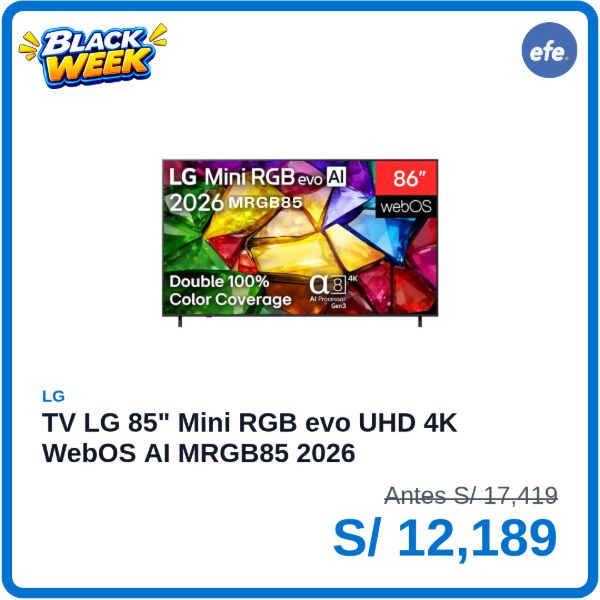 BLACK
WEEK
efe.
LG Mini RGB evo AI
86”
2026 MRGB85
webOS
Double 100%
Color Coverage
α8 4K
AI Processor
Gen3
LG
TV LG 85" Mini RGB evo UHD 4K
WebOS AI MRGB85 2026
Antes S/ 17,419
S/ 12,189